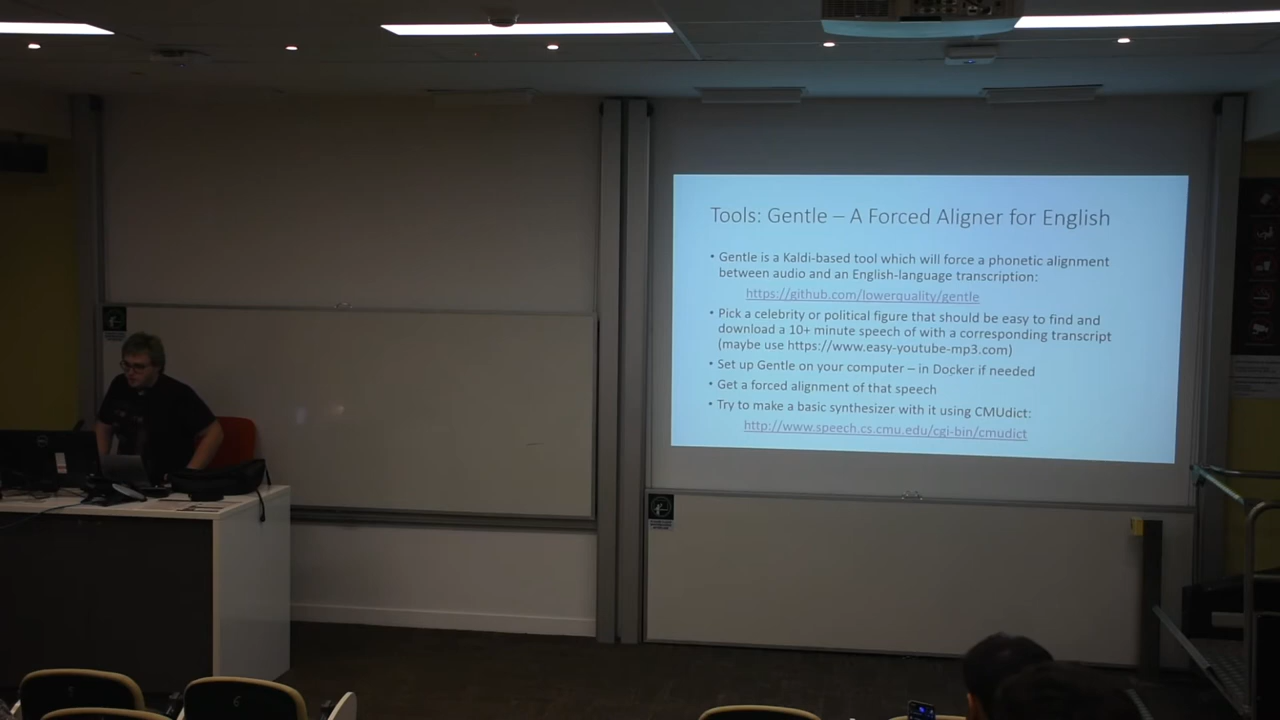 Tools: Gentle – A Forced Aligner for English
• Gentle is a Kaldi-based tool which will force a phonetic alignment
between audio and an English-language transcription:
https://github.com/lowerquality/gentle
• Pick a celebrity or political figure that should be easy to find and
download a 10+ minute speech of with a corresponding transcript
(maybe use https://www.easy-youtube-mp3.com)
• Set up Gentle on your computer – in Docker if needed
• Get a forced alignment of that speech
• Try to make a basic synthesizer with it using CMUdict:
http://www.speech.cs.cmu.edu/cgi-bin/cmudict